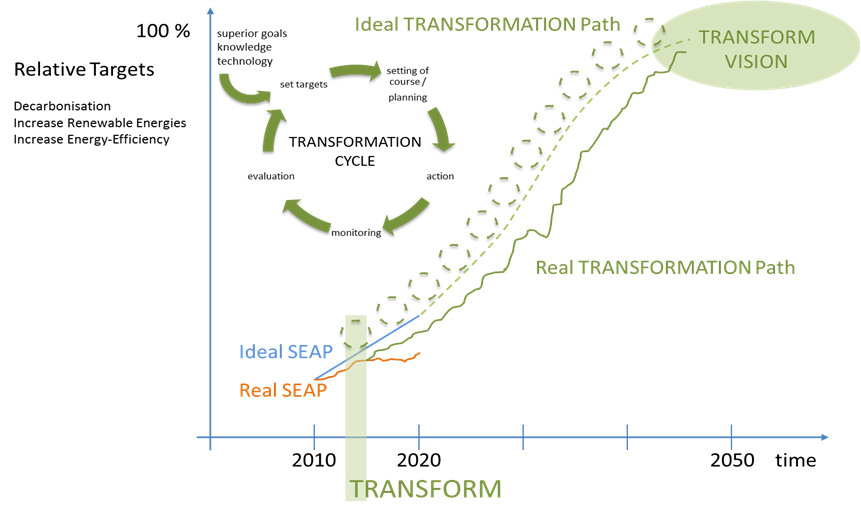 100 %
Ideal TRANSFORMATION Path
TRANSFORM
VISION
Relative Targets
Decarbonisation
Increase Renewable Energies
Increase Energy-Efficiency
superior goals
knowledge
technology
set targets
setting of
course/
planning
TRANSFORMATION
CYCLE
evaluation
action
monitoring
Real TRANSFORMATION Path
Ideal SEAP
Real SEAP
2010
2020
2050
time
TRANSFORM